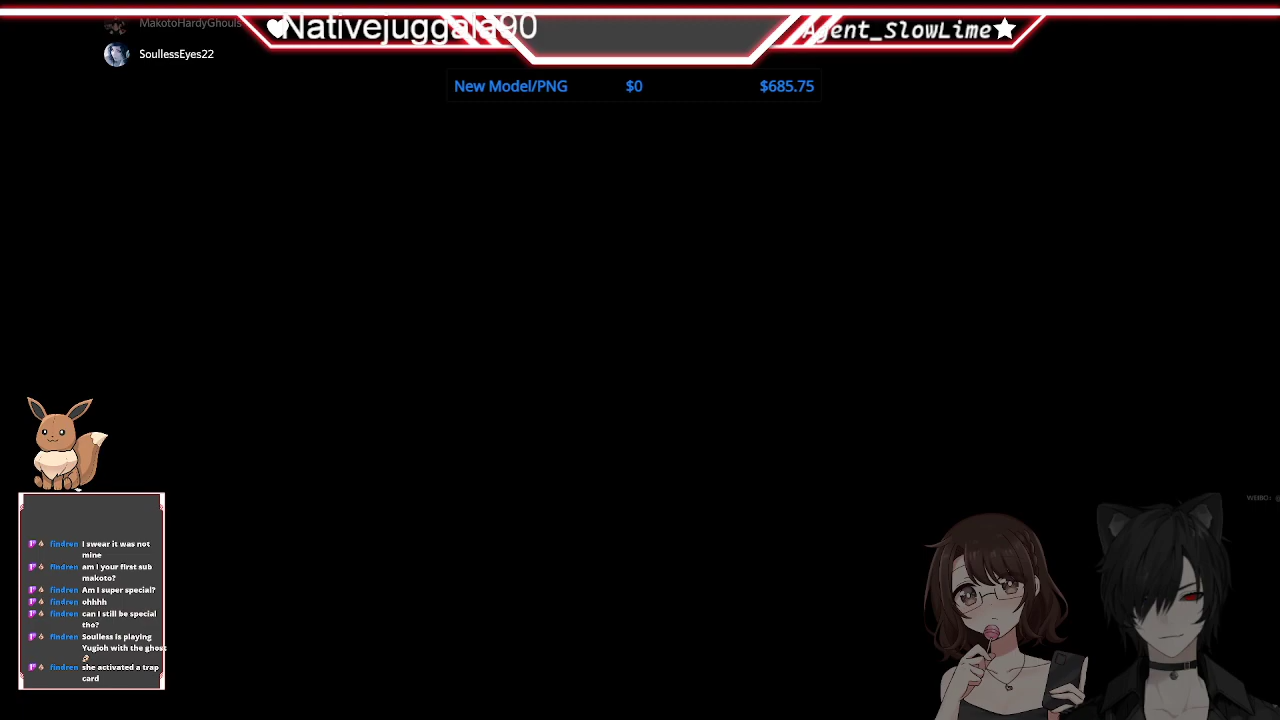 MakotoHardyGhouls
SoullessEyes22
Nativejuggala90
Agent_SlowLime
New Model/PNG $0 $685.75
findren I swear it was not
mine
findren am I your first sub
makoto?
findren Am I super special?
findren ohhhh
findren can I still be special
tho?
findren Soulless is playing
Yugioh with the ghost
findren she activated a trap
card
WEIBO: